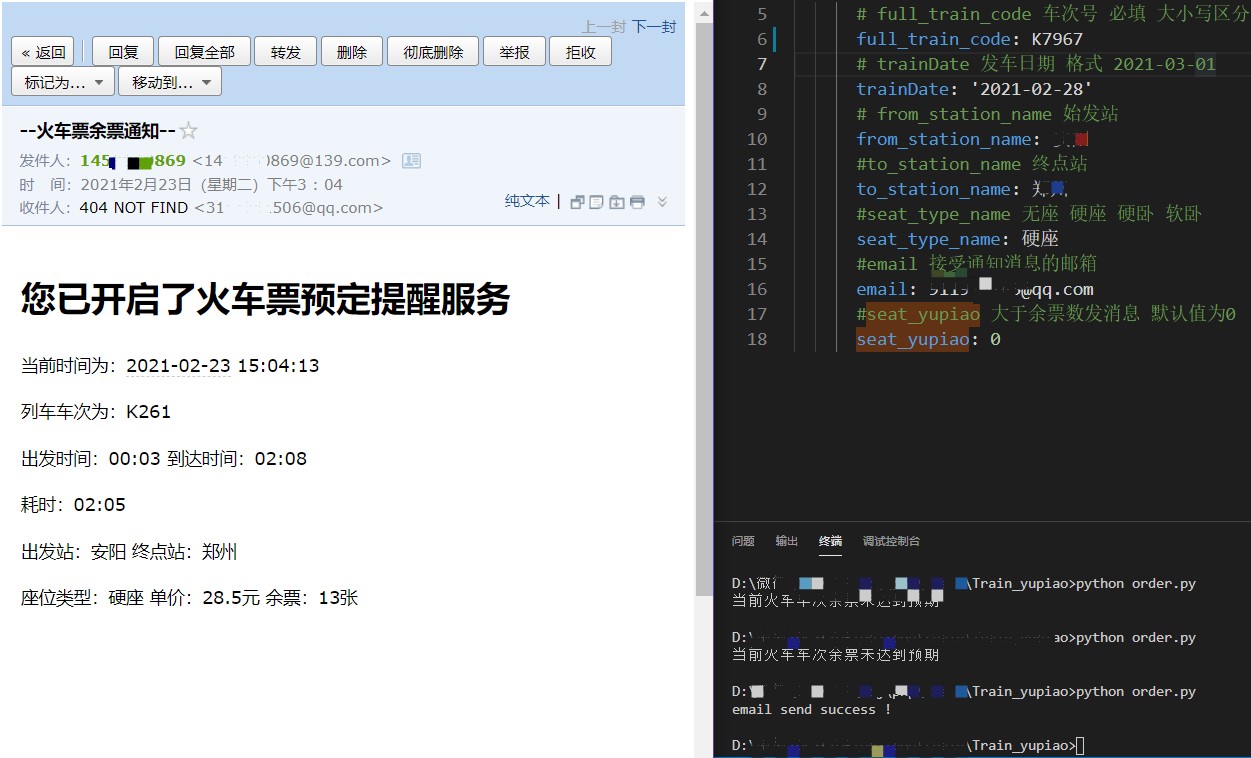 上一封 下一封
« 返回 回复 回复全部 转发 删除 彻底删除 举报 拒收
标记为... 移动到...
--火车票余票通知--
发件人：145 869 <14 0869@139.com>
时 间：2021年2月23日（星期二）下午3：04
收件人：404 NOT FIND <31 .506@qq.com>
纯文本 |
您已开启了火车票预定提醒服务
当前时间为：2021-02-23 15:04:13
列车车次为：K261
出发时间：00:03 到达时间：02:08
耗时：02:05
出发站：安阳 终点站：郑州
座位类型：硬座 单价：28.5元 余票：13张
5 # full_train_code 车次号 必填 大小写区分
6 full_train_code: K7967
7 # trainDate 发车日期 格式 2021-03-01
8 trainDate: '2021-02-28'
9 # from_station_name 始发站
10 from_station_name:
11 #to_station_name 终点站
12 to_station_name: 郑
13 #seat_type_name 无座 硬座 硬卧 软卧
14 seat_type_name: 硬座
15 #email 接受通知消息的邮箱
16 email: @qq.com
17 #seat_yupiao 大于余票数发消息 默认值为0
18 seat_yupiao: 0
问题 输出 终端 调试控制台
D:\微 \Train_yupiao>python order.py
当前火车车次余票未达到预期
D:\ ao>python order.py
当前火车车次余票未达到预期
D:\ \Train_yupiao>python order.py
email send success !
D:\ \Train_yupiao>